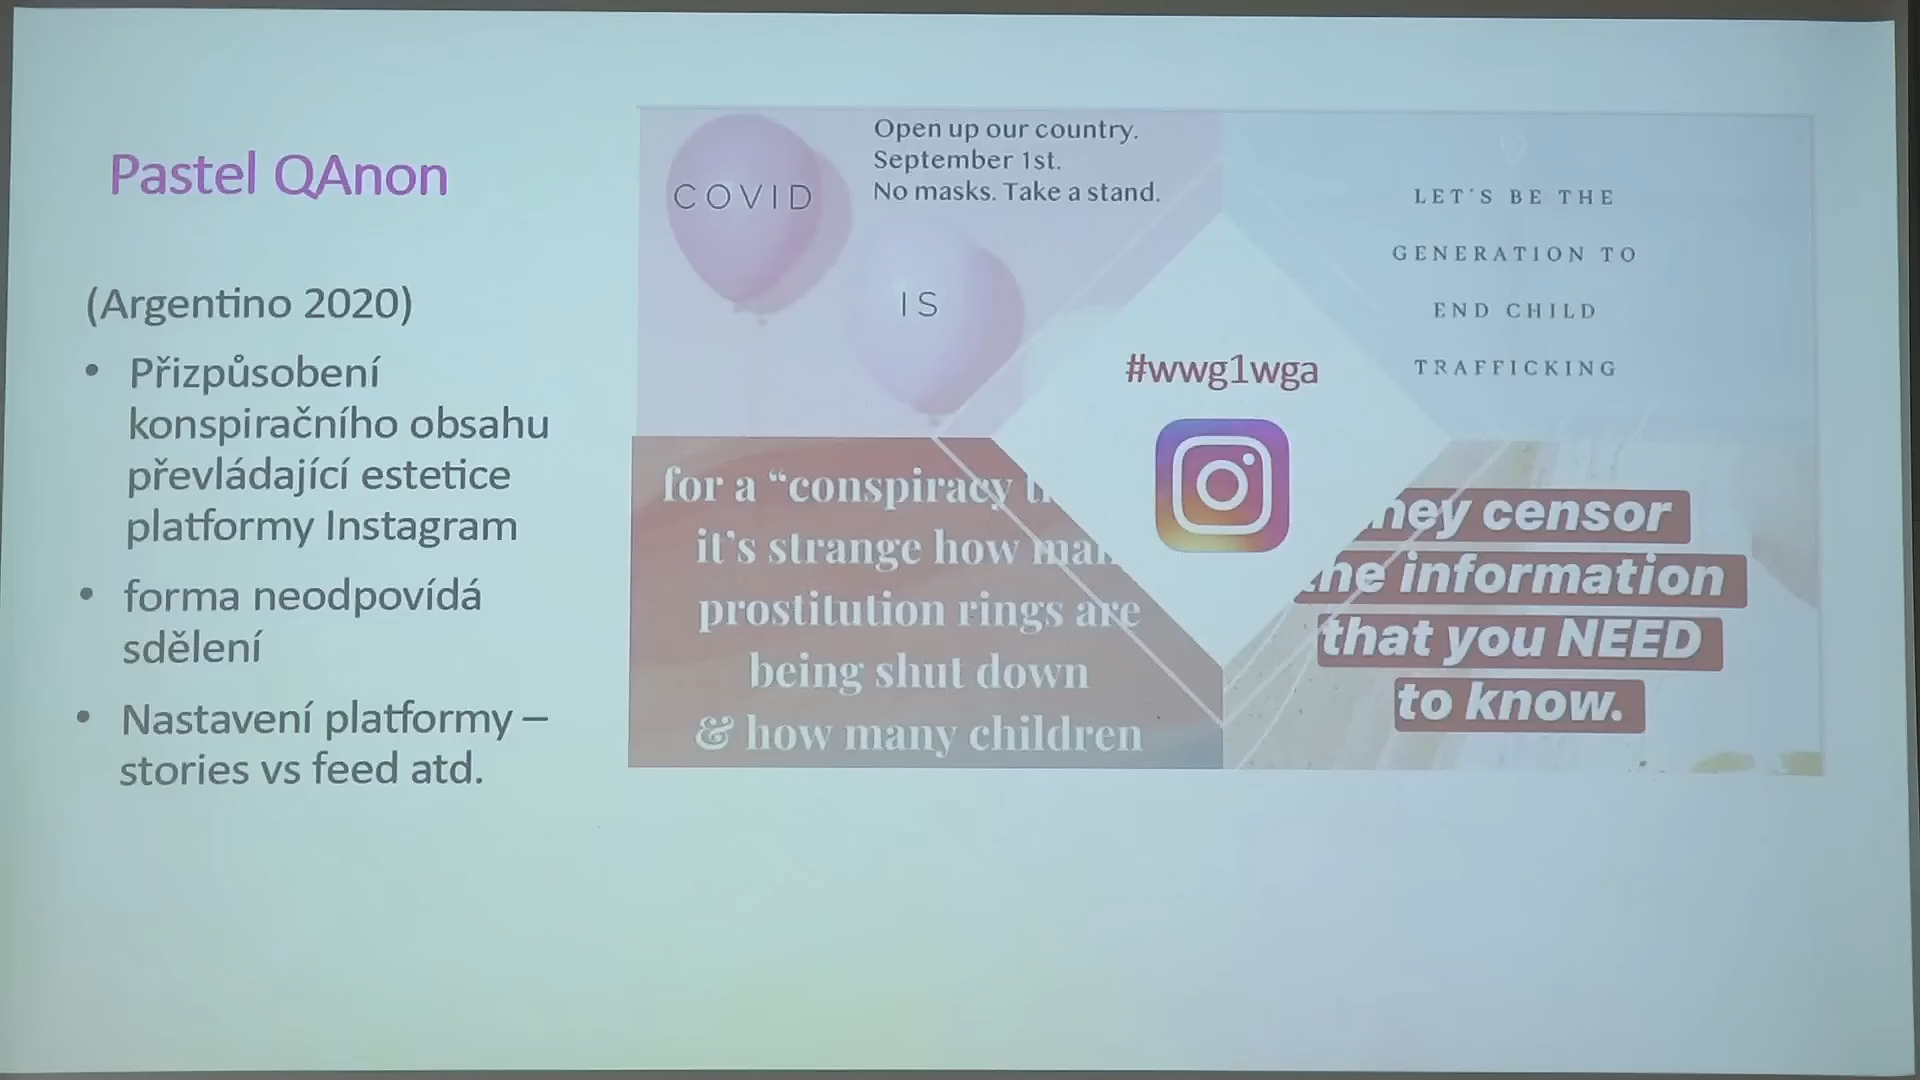 Pastel QAnon
(Argentino 2020)
• Přizpůsobení
konspiračního obsahu
převládající estetice
platformy Instagram
• forma neodpovídá
sdělení
• Nastavení platformy –
stories vs feed atd.
COVID
IS
Open up our country.
September 1st.
No masks. Take a stand.
LET'S BE THE
GENERATION TO
END CHILD
TRAFFICKING
#wwg1wga
for a “conspiracy
it's strange how
prostitution rings are
being shut down
& how many children
censor
information
that you NEED
to know.